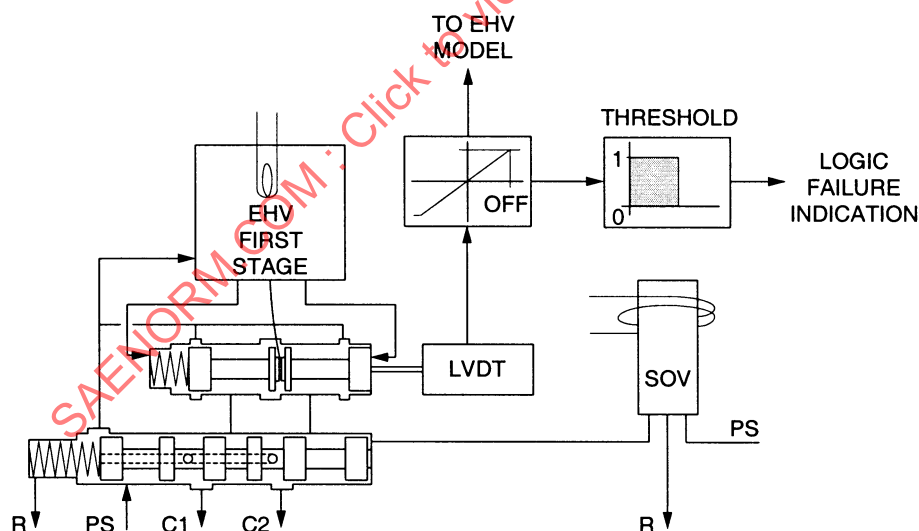 TO EHV
MODEL
THRESHOLD
1
0
OFF
LOGIC
FAILURE
INDICATION
EHV
FIRST
STAGE
LVDT
SOV
PS
R
PS
C1
C2
R
SAENORM.COM : Click to vie